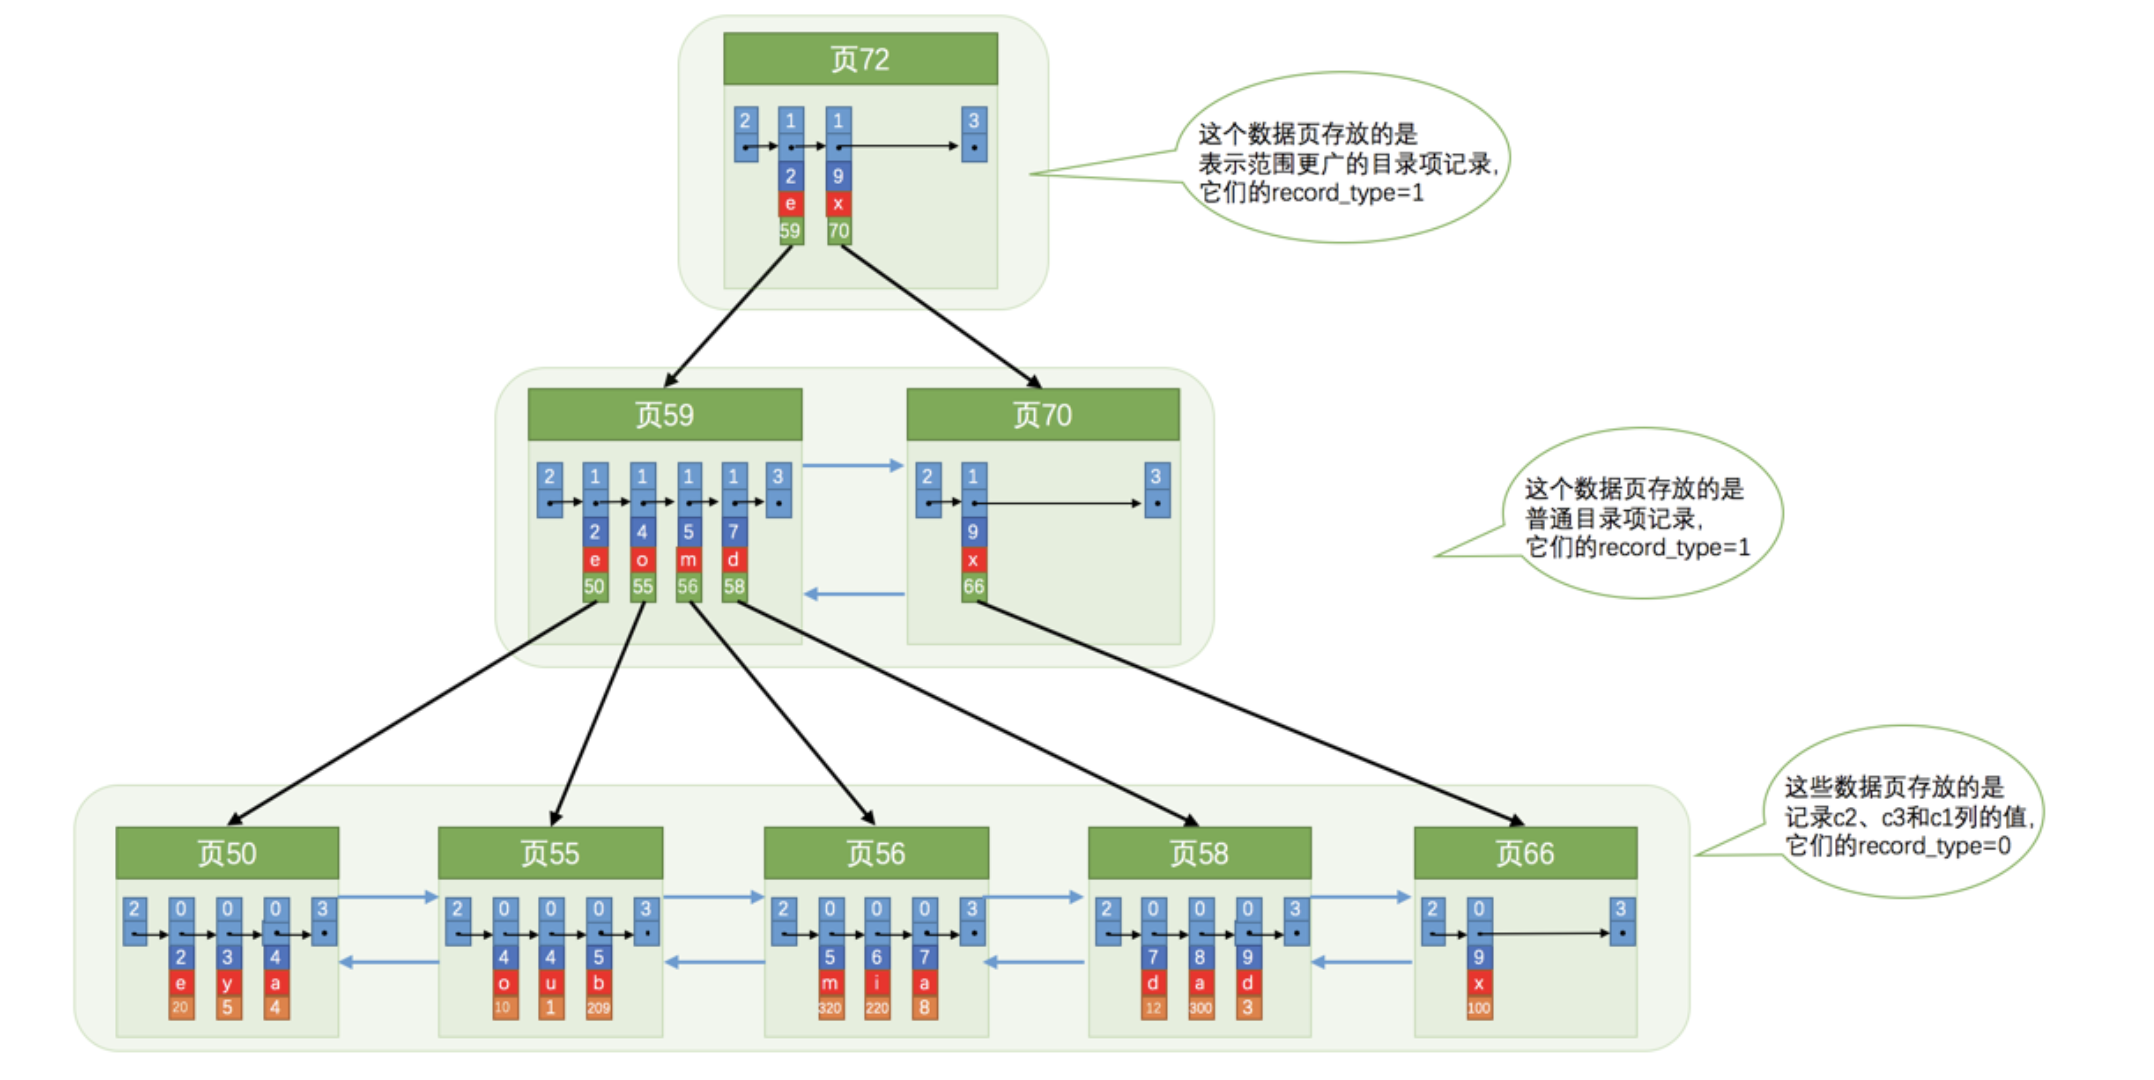 页72
2 1 1 3
2 9
e x
59 70
这个数据页存放的是
表示范围更广的目录项记录,
它们的record_type=1
页59
页70
2 1 1 1 1 3
2 4 5 7
e o m d
50 55 56 58
2 1 3
9
x
66
这个数据页存放的是
普通目录项记录,
它们的record_type=1
这些数据页存放的是
记录c2、c3和c1列的值,
它们的record_type=0
页50
2 0 0 0 3
2 3 4
e y a
20 5 4
页55
2 0 0 0 3
4 4 5
o u b
10 1 209
页56
2 0 0 0 3
5 6 7
m i a
320 220 8
页58
2 0 0 0 3
7 8 9
d a d
12 300 3
页66
2 0 3
9
x
100